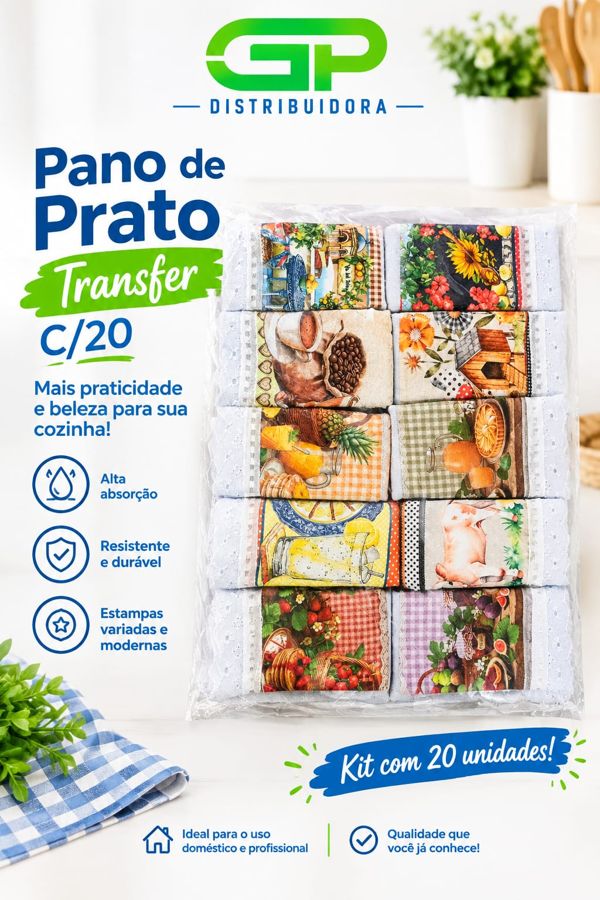 GP
DISTRIBUIDORA
Pano de
Prato
Transfer
C/20
Mais praticidade
e beleza para sua
cozinha!
Alta
absorção
Resistente
e durável
Estampas
variadas e
modernas
Kit com 20 unidades!
Ideal para o uso
doméstico e profissional
Qualidade que
você já conhece!